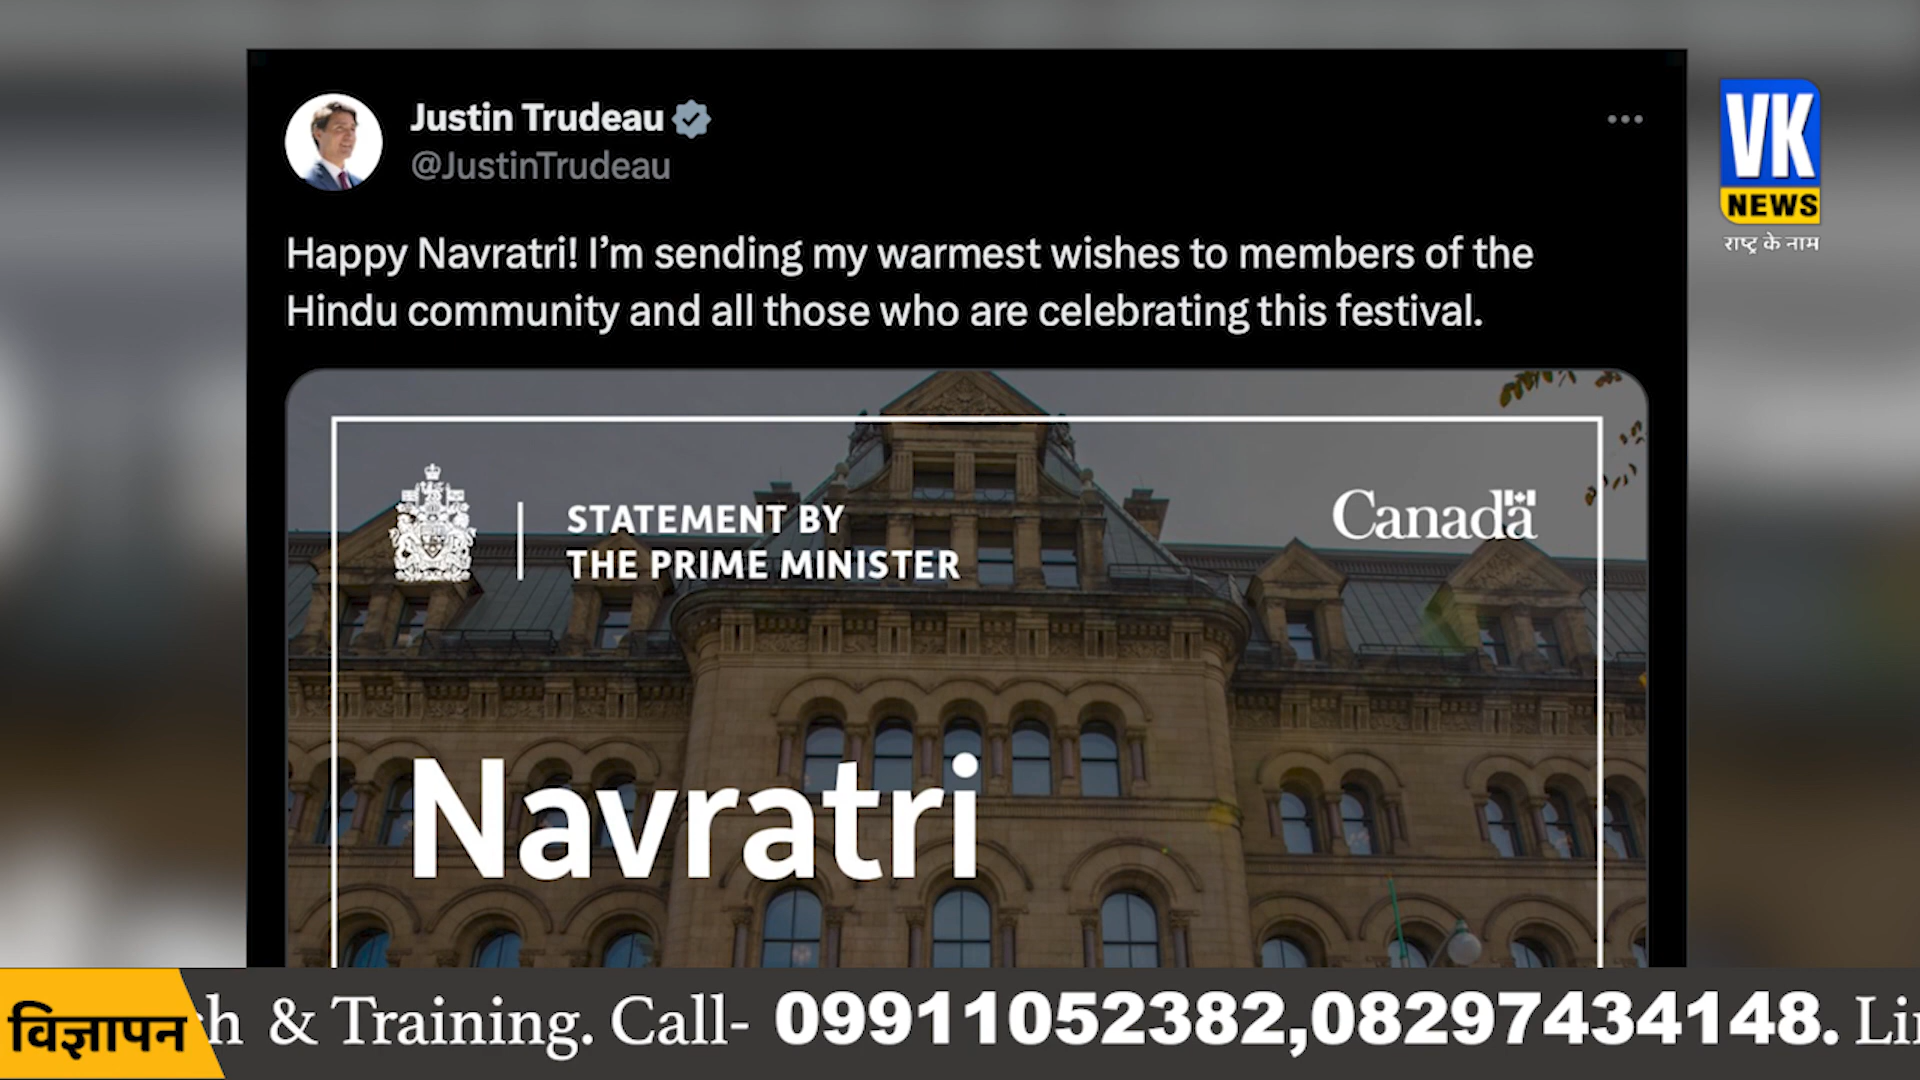 Justin Trudeau
@JustinTrudeau
Happy Navratri! I’m sending my warmest wishes to members of the
Hindu community and all those who are celebrating this festival.
STATEMENT BY
THE PRIME MINISTER
Canada
Navratri
VK
NEWS
राष्ट्र के नाम
विज्ञापन
h & Training. Call- 09911052382,08297434148. Li